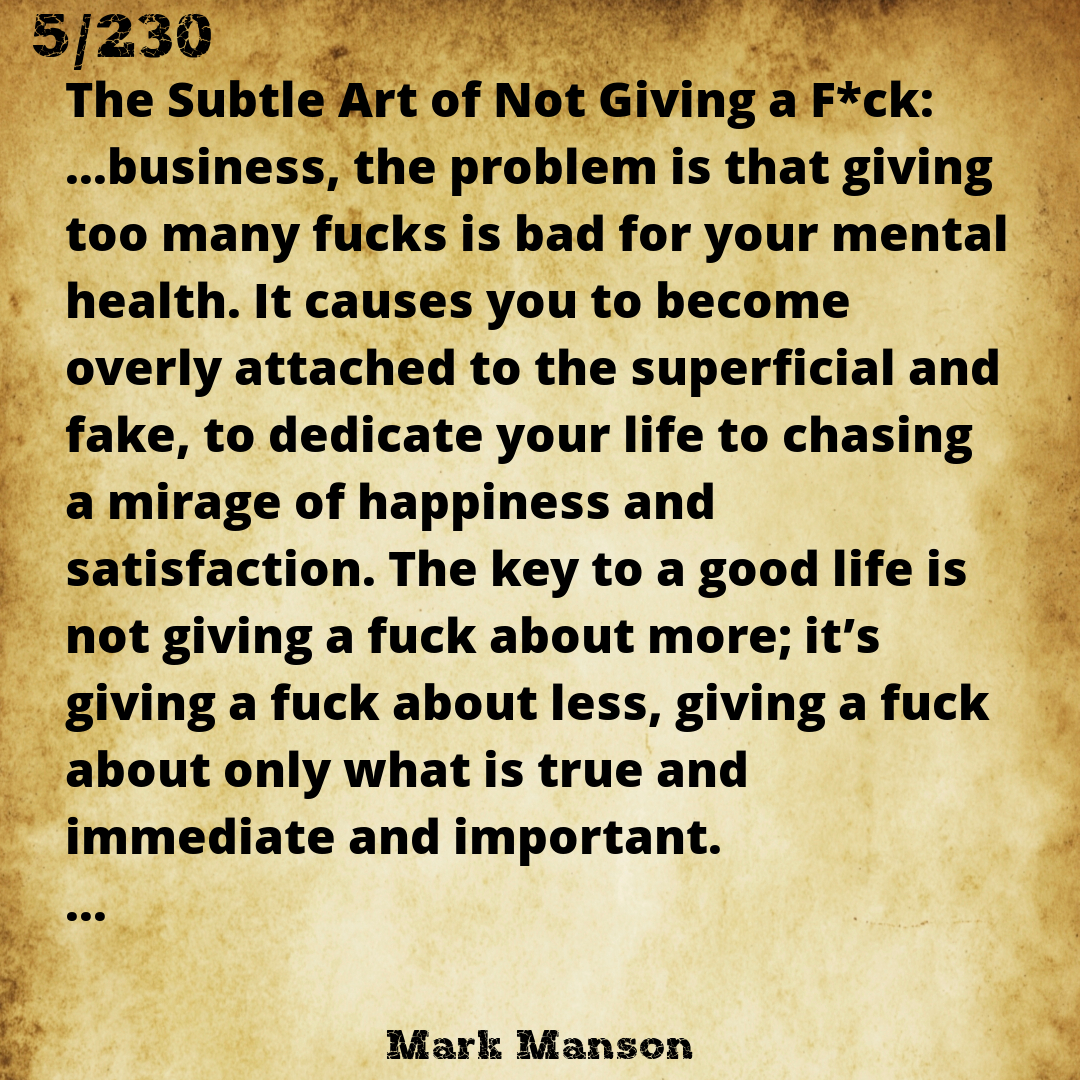 5/230
The Subtle Art of Not Giving a F*ck:
...business, the problem is that giving
too many fucks is bad for your mental
health. It causes you to become
overly attached to the superficial and
fake, to dedicate your life to chasing
a mirage of happiness and
satisfaction. The key to a good life is
not giving a fuck about more; it’s
giving a fuck about less, giving a fuck
about only what is true and
immediate and important.
...
Mark Manson